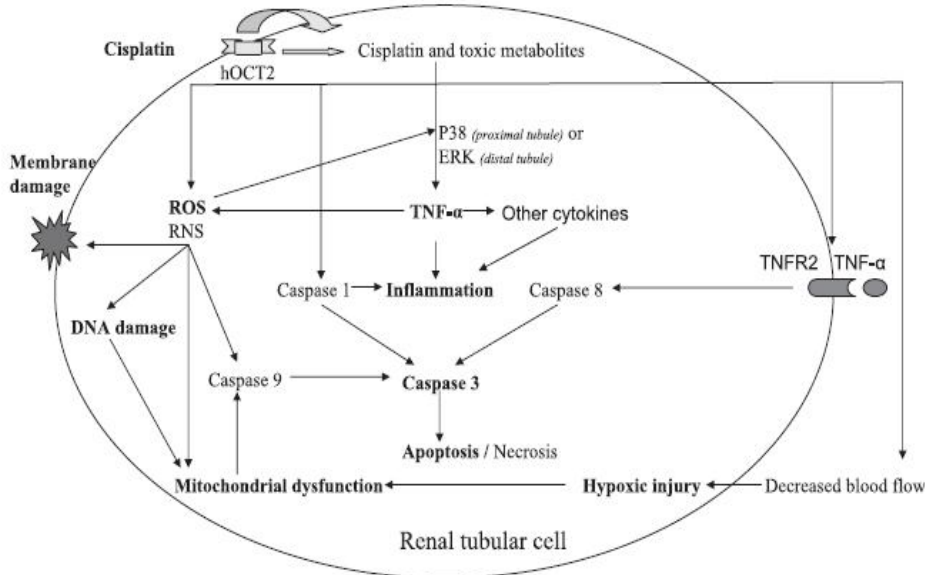 Cisplatin
hOCT2
Cisplatin and toxic metabolites
P38 (proximal tubule) or
ERK (distal tubule)
Membrane
damage
ROS
RNS
TNF-α
Other cytokines
TNFR2 TNF-α
Caspase 1
Inflammation
Caspase 8
DNA damage
Caspase 9
Caspase 3
Apoptosis / Necrosis
Mitochondrial dysfunction
Hypoxic injury
Decreased blood flow
Renal tubular cell